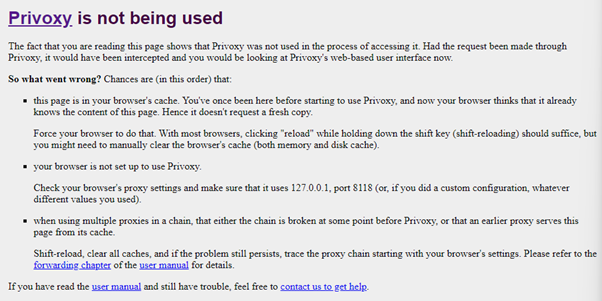 Privoxy is not being used
The fact that you are reading this page shows that Privoxy was not used in the process of accessing it. Had the request been made through
Privoxy, it would have been intercepted and you would be looking at Privoxy's web-based user interface now.
So what went wrong? Chances are (in this order) that:
▪ this page is in your browser's cache. You've once been here before starting to use Privoxy, and now your browser thinks that it already
knows the content of this page. Hence it doesn't request a fresh copy.
Force your browser to do that. With most browsers, clicking "reload" while holding down the shift key (shift-reloading) should suffice, but
you might need to manually clear the browser's cache (both memory and disk cache).
▪ your browser is not set up to use Privoxy.
Check your browser's proxy settings and make sure that it uses 127.0.0.1, port 8118 (or, if you did a custom configuration, whatever
different values you used).
▪ when using multiple proxies in a chain, that either the chain is broken at some point before Privoxy, or that an earlier proxy serves this
page from its cache.
Shift-reload, clear all caches, and if the problem still persists, trace the proxy chain starting with your browser's settings. Please refer to the
forwarding chapter of the user manual for details.
If you have read the user manual and still have trouble, feel free to contact us to get help.